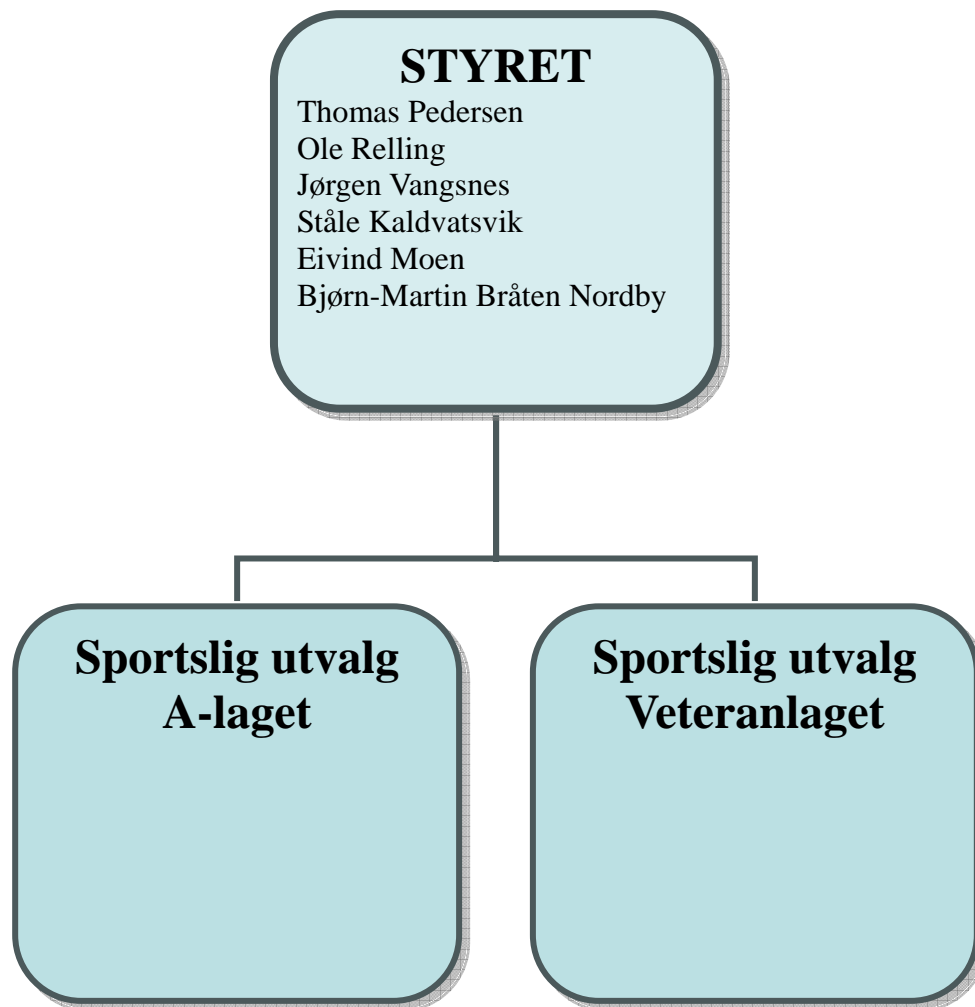 STYRET
Thomas Pedersen
Ole Relling
Jørgen Vangsnes
Ståle Kaldvatsvik
Eivind Moen
Bjørn-Martin Bråten Nordby
Sportslig utvalg
A-laget
Sportslig utvalg
Veteranlaget